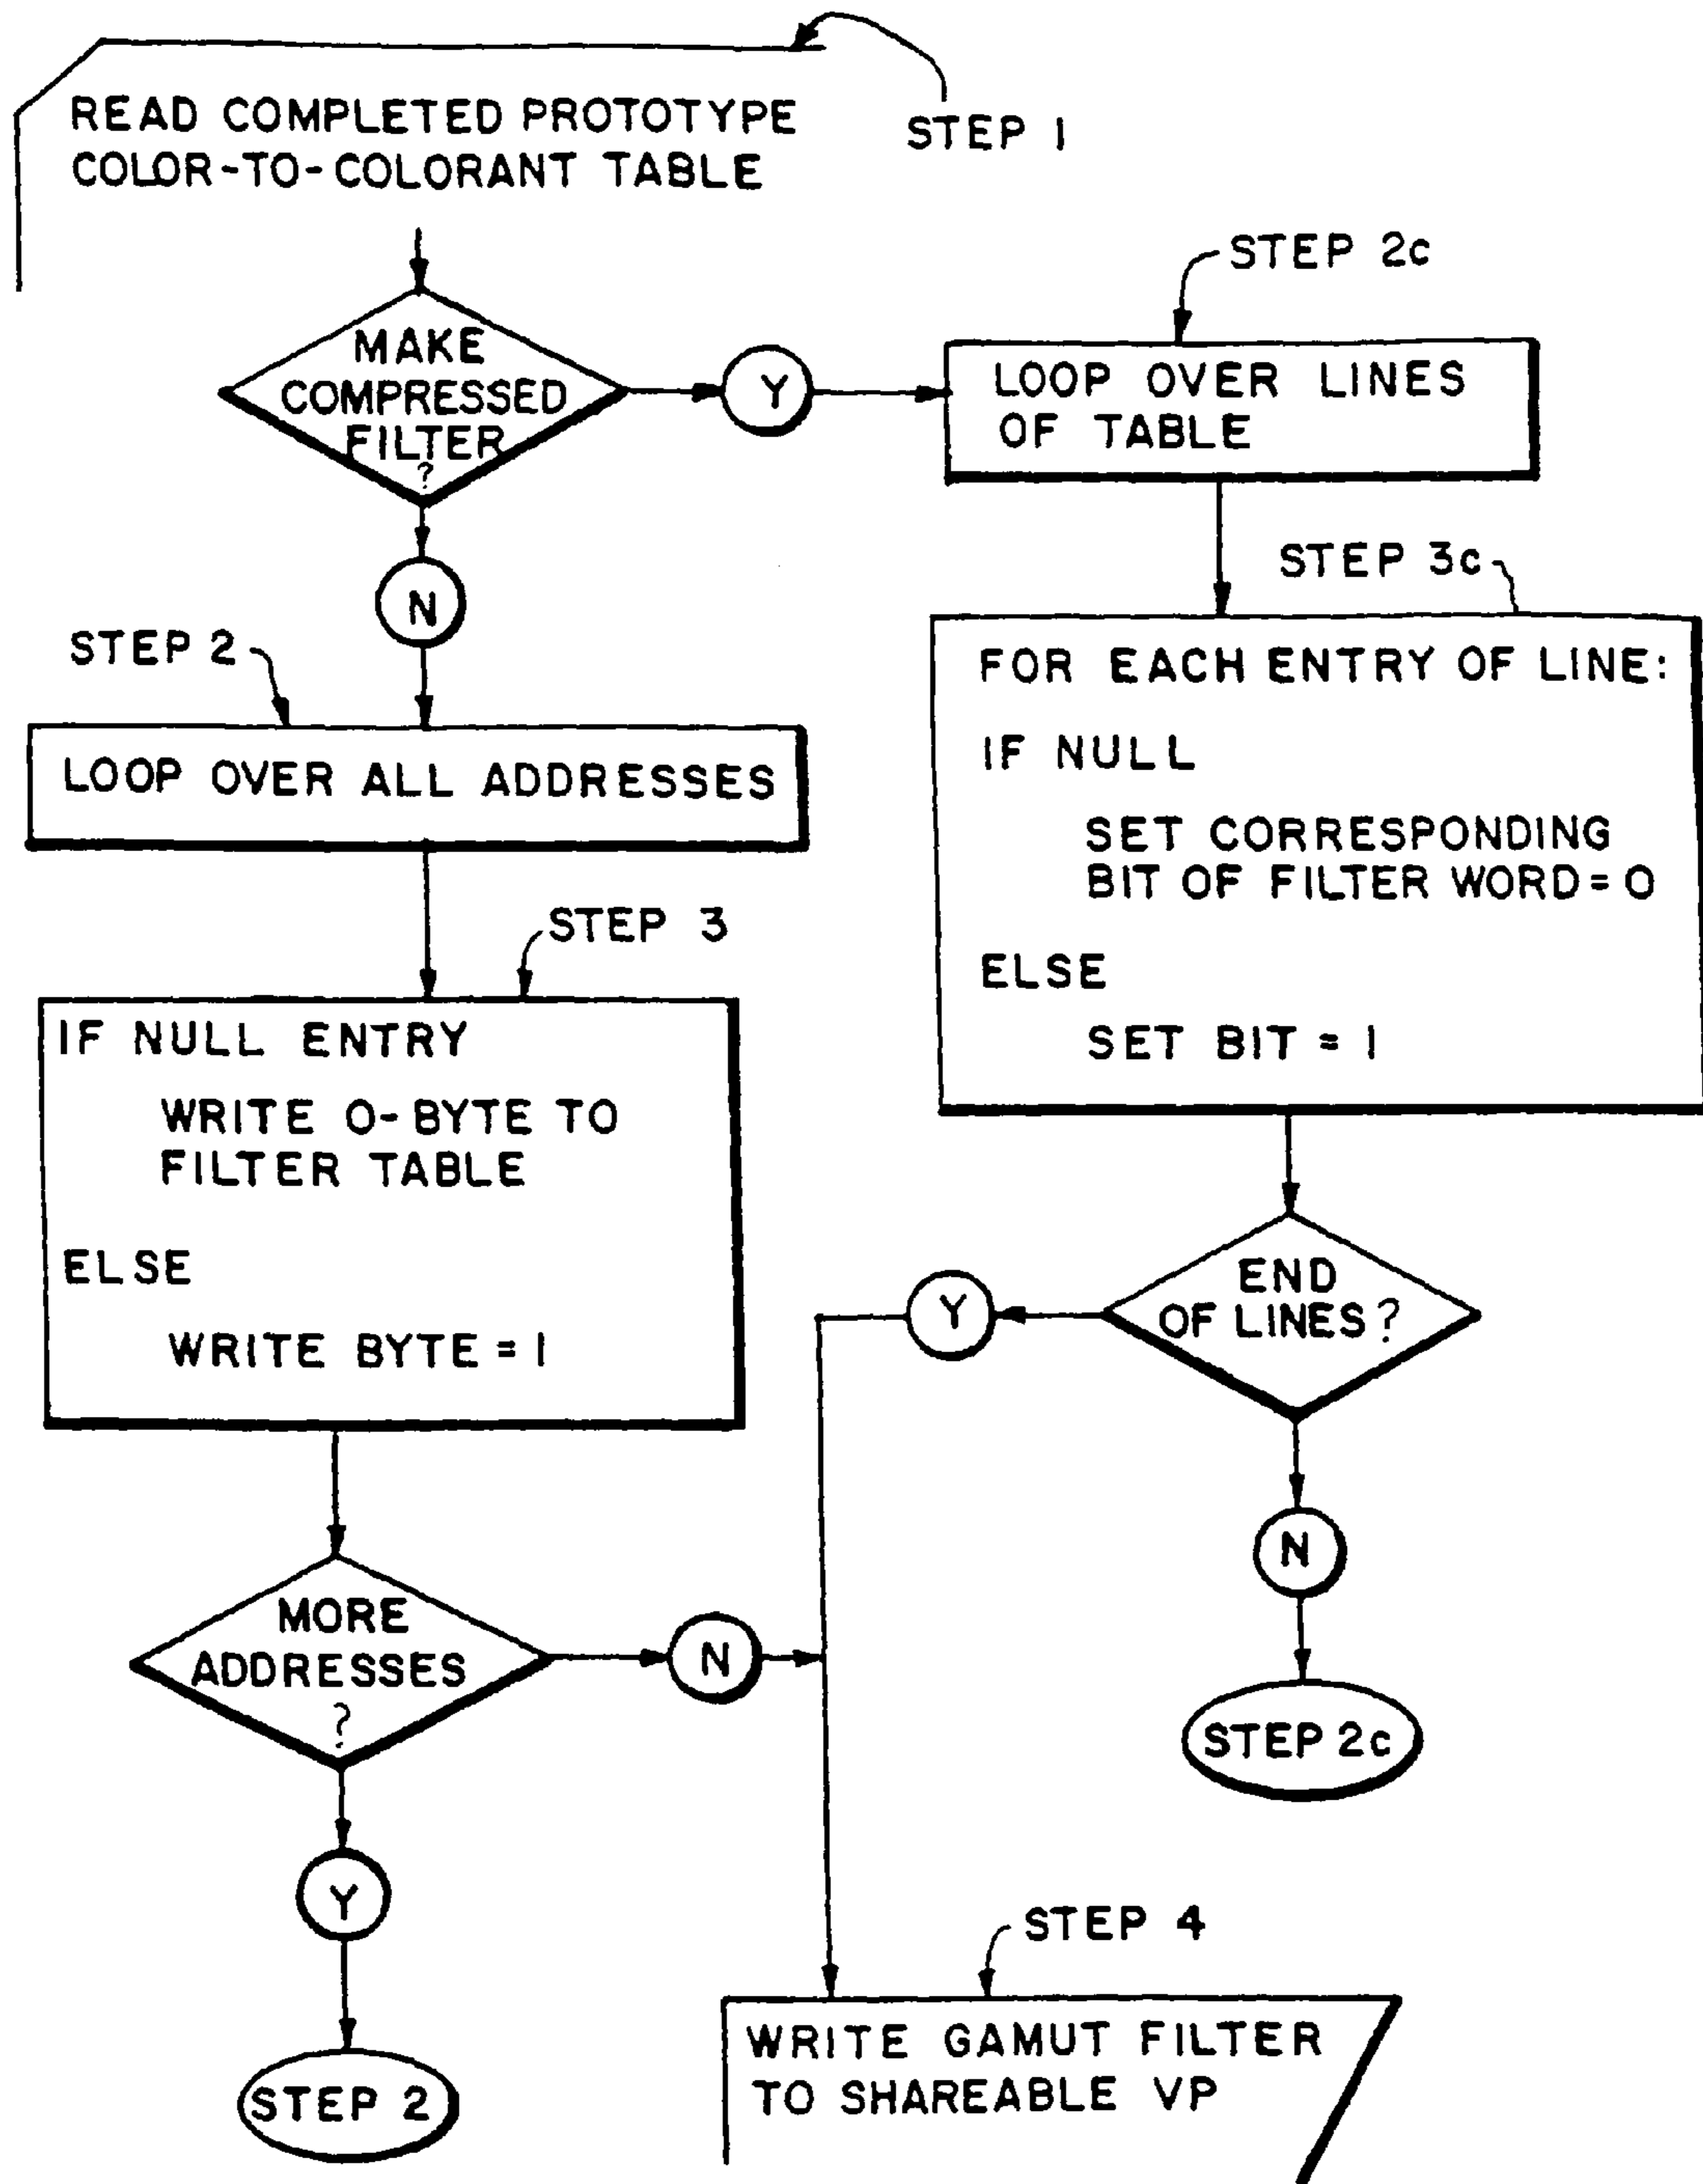 READ COMPLETED PROTOTYPE
COLOR-TO-COLORANT TABLE
STEP 1
MAKE
COMPRESSED
FILTER
?
Y
STEP 2c
LOOP OVER LINES
OF TABLE
N
STEP 2
LOOP OVER ALL ADDRESSES
STEP 3c
FOR EACH ENTRY OF LINE:
IF NULL
SET CORRESPONDING
BIT OF FILTER WORD = 0
ELSE
SET BIT = 1
STEP 3
IF NULL ENTRY
WRITE 0-BYTE TO
FILTER TABLE
ELSE
WRITE BYTE = 1
END
OF LINES?
Y
N
STEP 2c
MORE
ADDRESSES
?
N
Y
STEP 2
STEP 4
WRITE GAMUT FILTER
TO SHAREABLE VP